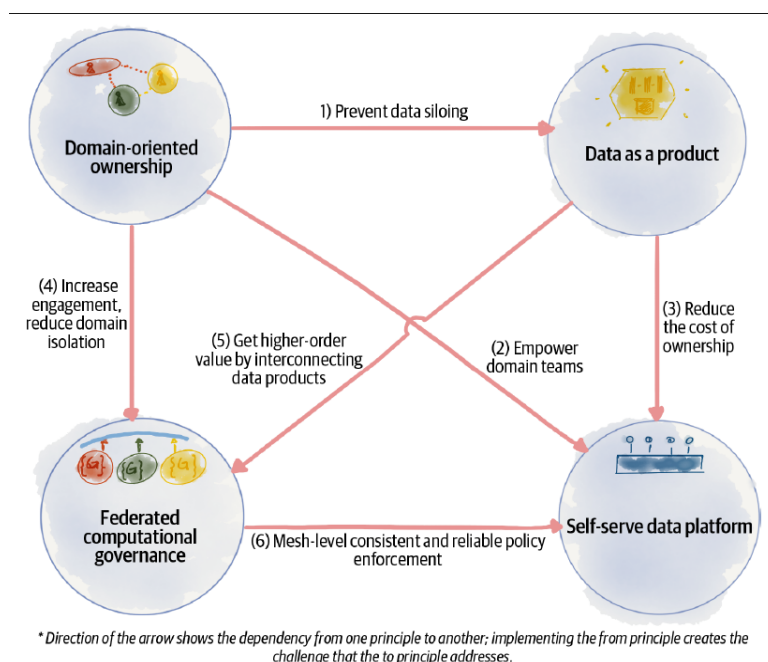 1) Prevent data siloing
Domain-oriented
ownership
Data as a product
(4) Increase
engagement,
reduce domain
isolation
(5) Get higher-order
value by interconnecting
data products
(2) Empower
domain teams
(3) Reduce
the cost of
ownership
{G}
{G}
{G}
Federated
computational
governance
(6) Mesh-level consistent and reliable policy
enforcement
Self-serve data platform
* Direction of the arrow shows the dependency from one principle to another; implementing the from principle creates the
challenge that the to principle addresses.